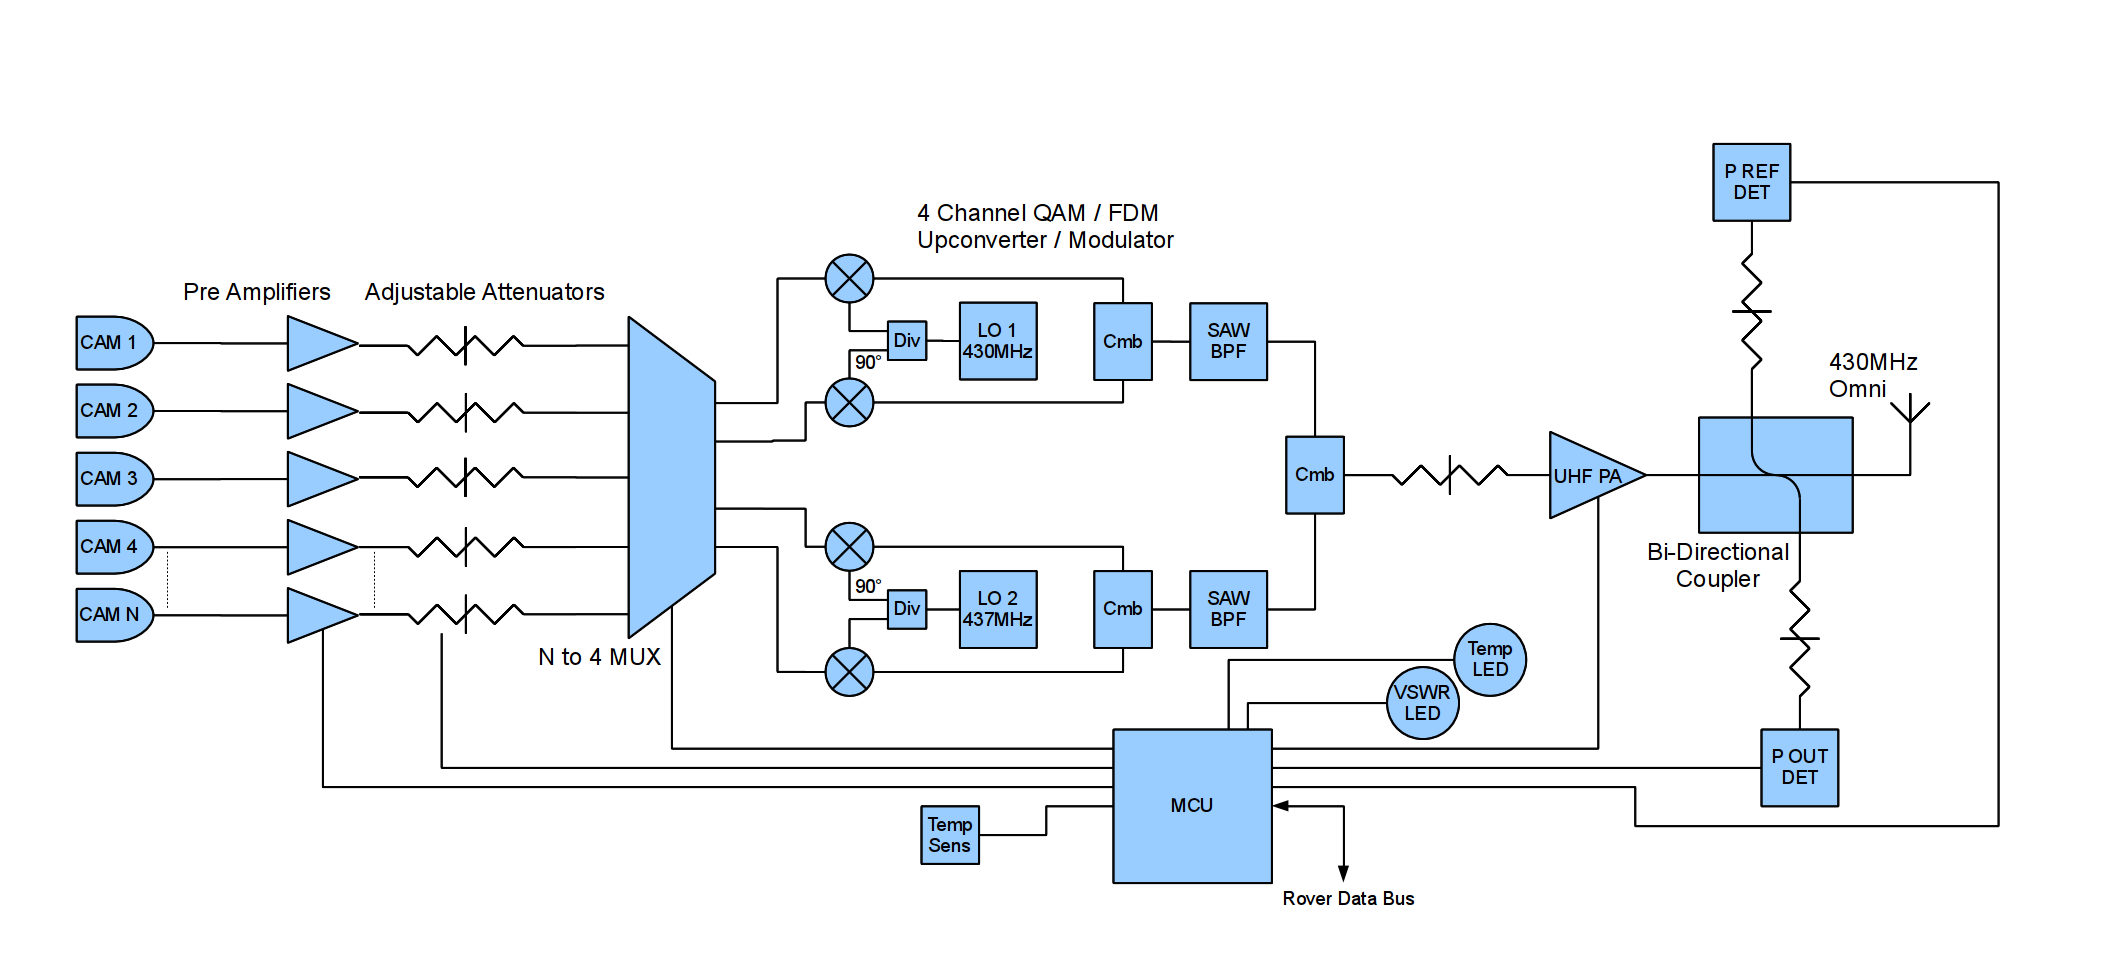 4 Channel QAM / FDM
Upconverter / Modulator
Pre Amplifiers
Adjustable Attenuators
CAM 1
CAM 2
CAM 3
CAM 4
CAM N
N to 4 MUX
Div
90°
LO 1
430MHz
Cmb
SAW
BPF
90°
Div
LO 2
437MHz
Cmb
SAW
BPF
Cmb
UHF PA
P REF
DET
430MHz
Omni
Bi-Directional
Coupler
P OUT
DET
Temp
LED
VSWR
LED
MCU
Temp
Sens
Rover Data Bus